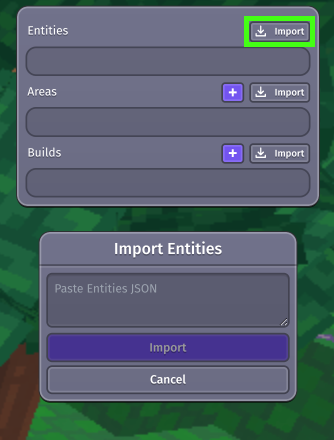 Entities
Import
Areas
+
Import
Builds
+
Import
Import Entities
Paste Entities JSON
Import
Cancel